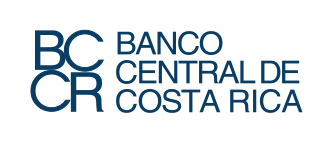 BC
CR
BANCO
CENTRAL DE
COSTA RICA